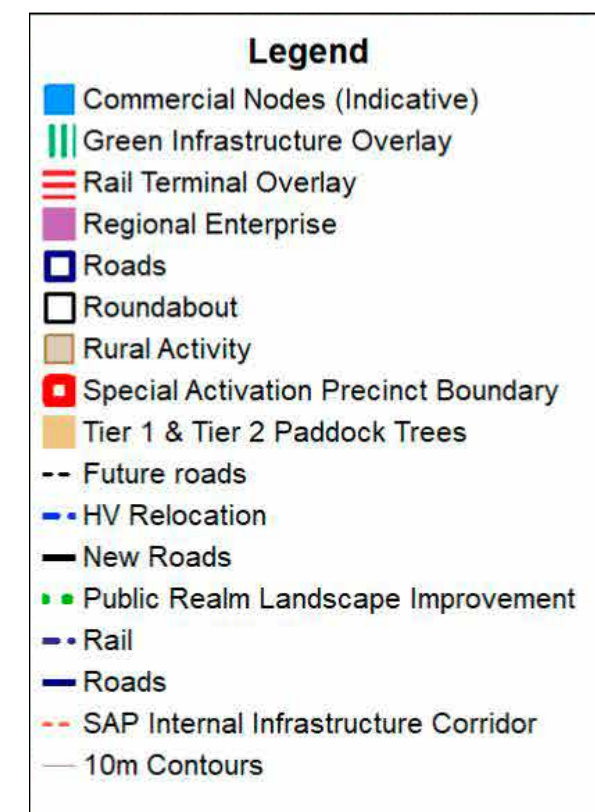 Legend
Commercial Nodes (Indicative)
Green Infrastructure Overlay
Rail Terminal Overlay
Regional Enterprise
Roads
Roundabout
Rural Activity
Special Activation Precinct Boundary
Tier 1 & Tier 2 Paddock Trees
Future roads
HV Relocation
New Roads
Public Realm Landscape Improvement
Rail
Roads
SAP Internal Infrastructure Corridor
10m Contours